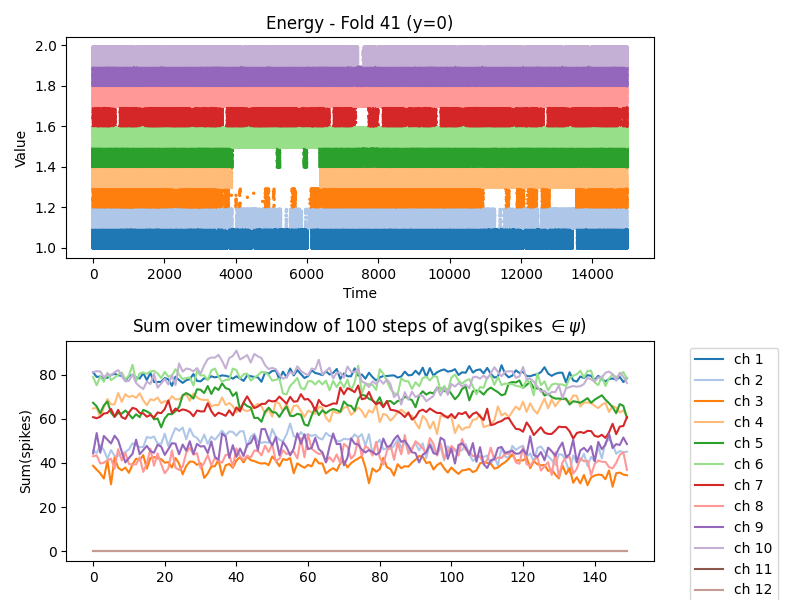 Energy - Fold 41 (y=0)
2.0
1.8
1.6
1.4
1.2
1.0
Value
0 2000 4000 6000 8000 10000 12000 14000
Time
Sum over timewindow of 100 steps of avg(spikes ∈ ψ)
80
60
40
20
0
Sum(spikes)
0 20 40 60 80 100 120 140
ch 1
ch 2
ch 3
ch 4
ch 5
ch 6
ch 7
ch 8
ch 9
ch 10
ch 11
ch 12